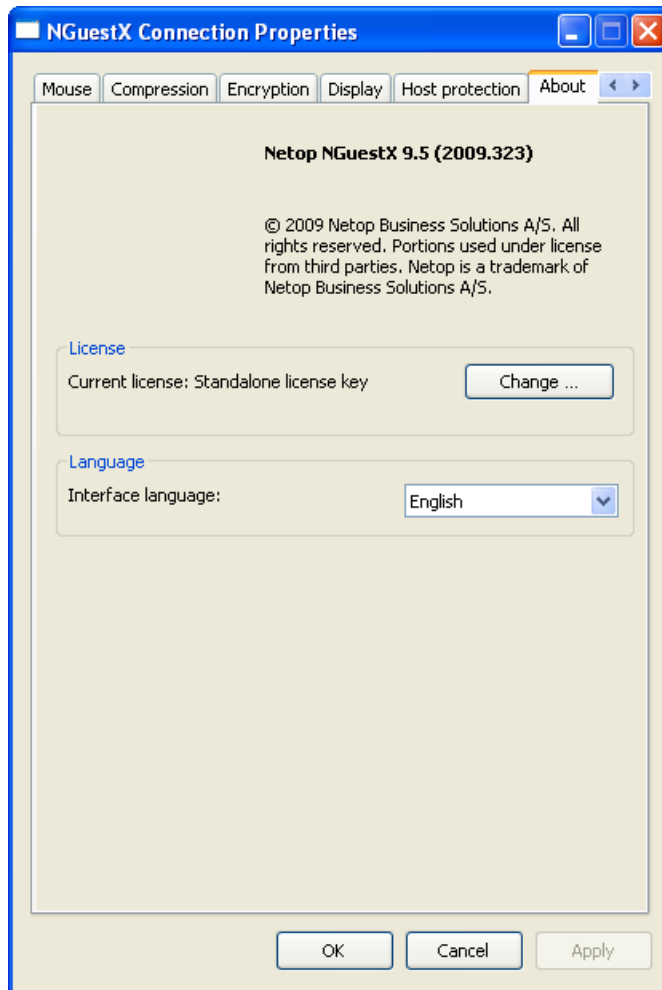 NGuestX Connection Properties
Mouse Compression Encryption Display Host protection About
Netop NGuestX 9.5 (2009.323)
© 2009 Netop Business Solutions A/S. All
rights reserved. Portions used under license
from third parties. Netop is a trademark of
Netop Business Solutions A/S.
License
Current license: Standalone license key Change ...
Language
Interface language: English
OK Cancel Apply